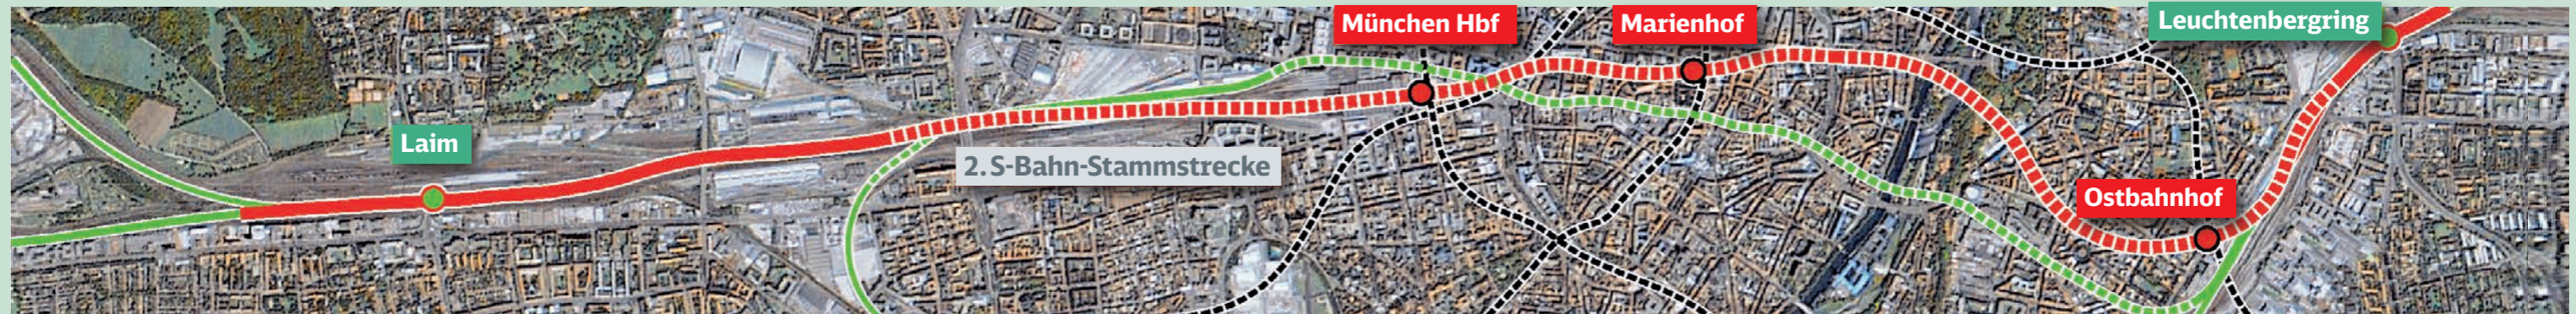 München Hbf
Marienhof
Leuchtenbergring
Laim
2. S-Bahn-Stammstrecke
Ostbahnhof